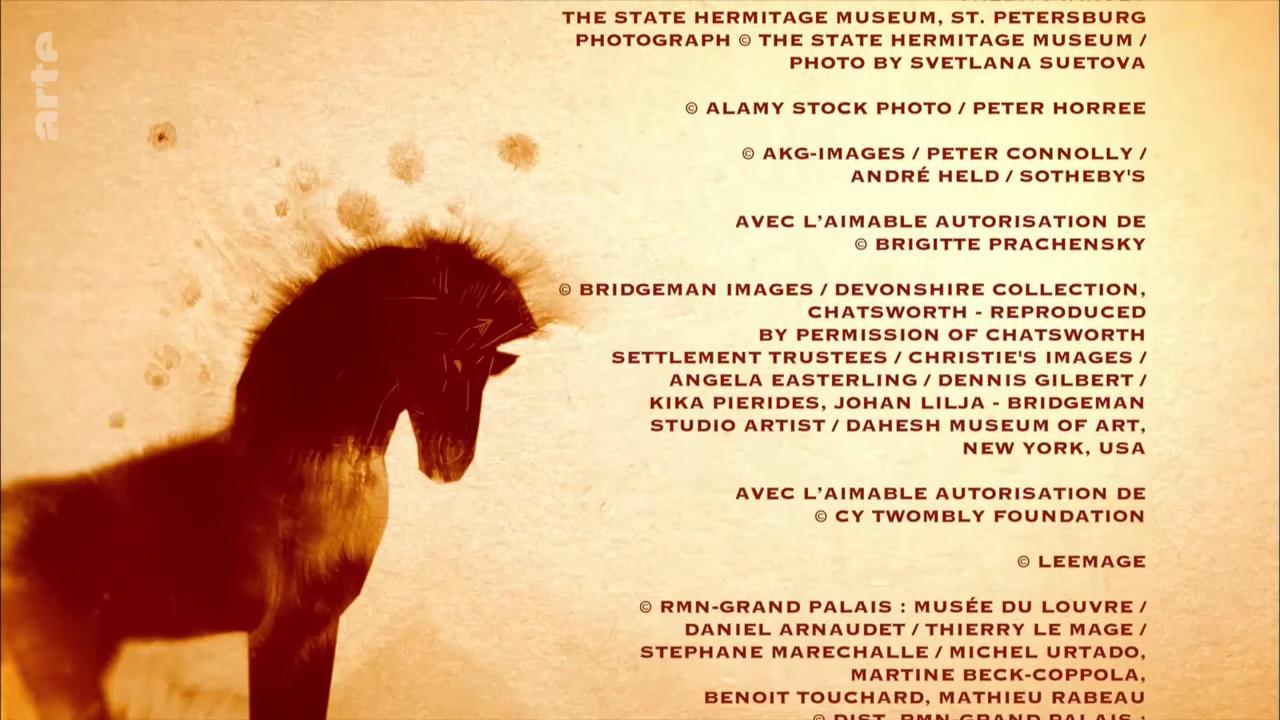 arte
THE STATE HERMITAGE MUSEUM, ST. PETERSBURG
PHOTOGRAPH © THE STATE HERMITAGE MUSEUM /
PHOTO BY SVETLANA SUETOVA
© ALAMY STOCK PHOTO / PETER HORREE
© AKG-IMAGES / PETER CONNOLLY /
ANDRÉ HELD / SOTHEBY'S
AVEC L'AIMABLE AUTORISATION DE
© BRIGITTE PRACHENSKY
© BRIDGEMAN IMAGES / DEVONSHIRE COLLECTION,
CHATSWORTH - REPRODUCED
BY PERMISSION OF CHATSWORTH
SETTLEMENT TRUSTEES / CHRISTIE'S IMAGES /
ANGELA EASTERLING / DENNIS GILBERT /
KIKA PIERIDES, JOHAN LILJA - BRIDGEMAN
STUDIO ARTIST / DAHESH MUSEUM OF ART,
NEW YORK, USA
AVEC L'AIMABLE AUTORISATION DE
© CY TWOMBLY FOUNDATION
© LEEMAGE
© RMN-GRAND PALAIS : MUSÉE DU LOUVRE /
DANIEL ARNAUDET / THIERRY LE MAGE /
STEPHANE MARECHALLE / MICHEL URTADO,
MARTINE BECK-COPPOLA,
BENOIT TOUCHARD, MATHIEU RABEAU
© DIST. RMN-GRAND PALAIS :